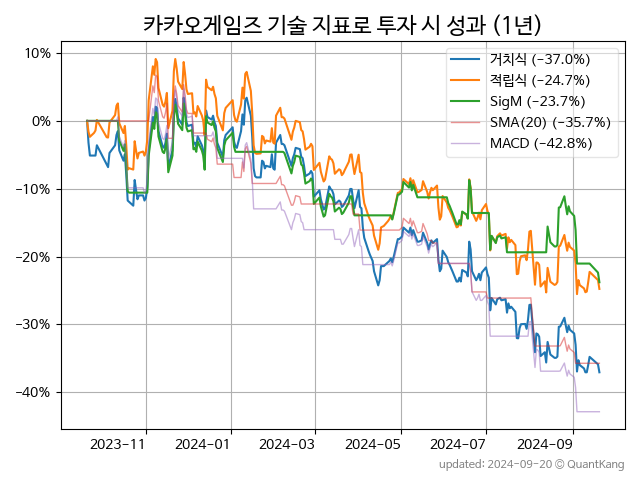 카카오게임즈 기술 지표로 투자 시 성과 (1년)
10%
0%
−10%
−20%
−30%
−40%
거치식 (−37.0%)
적립식 (−24.7%)
SigM (−23.7%)
SMA(20) (−35.7%)
MACD (−42.8%)
2023-11
2024-01
2024-03
2024-05
2024-07
2024-09
updated: 2024-09-20 © QuantKang